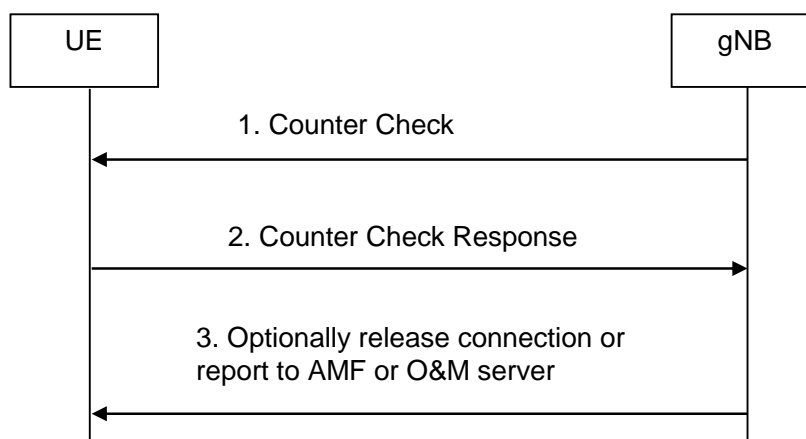 UE
gNB
1. Counter Check
2. Counter Check Response
3. Optionally release connection or
report to AMF or O&M server